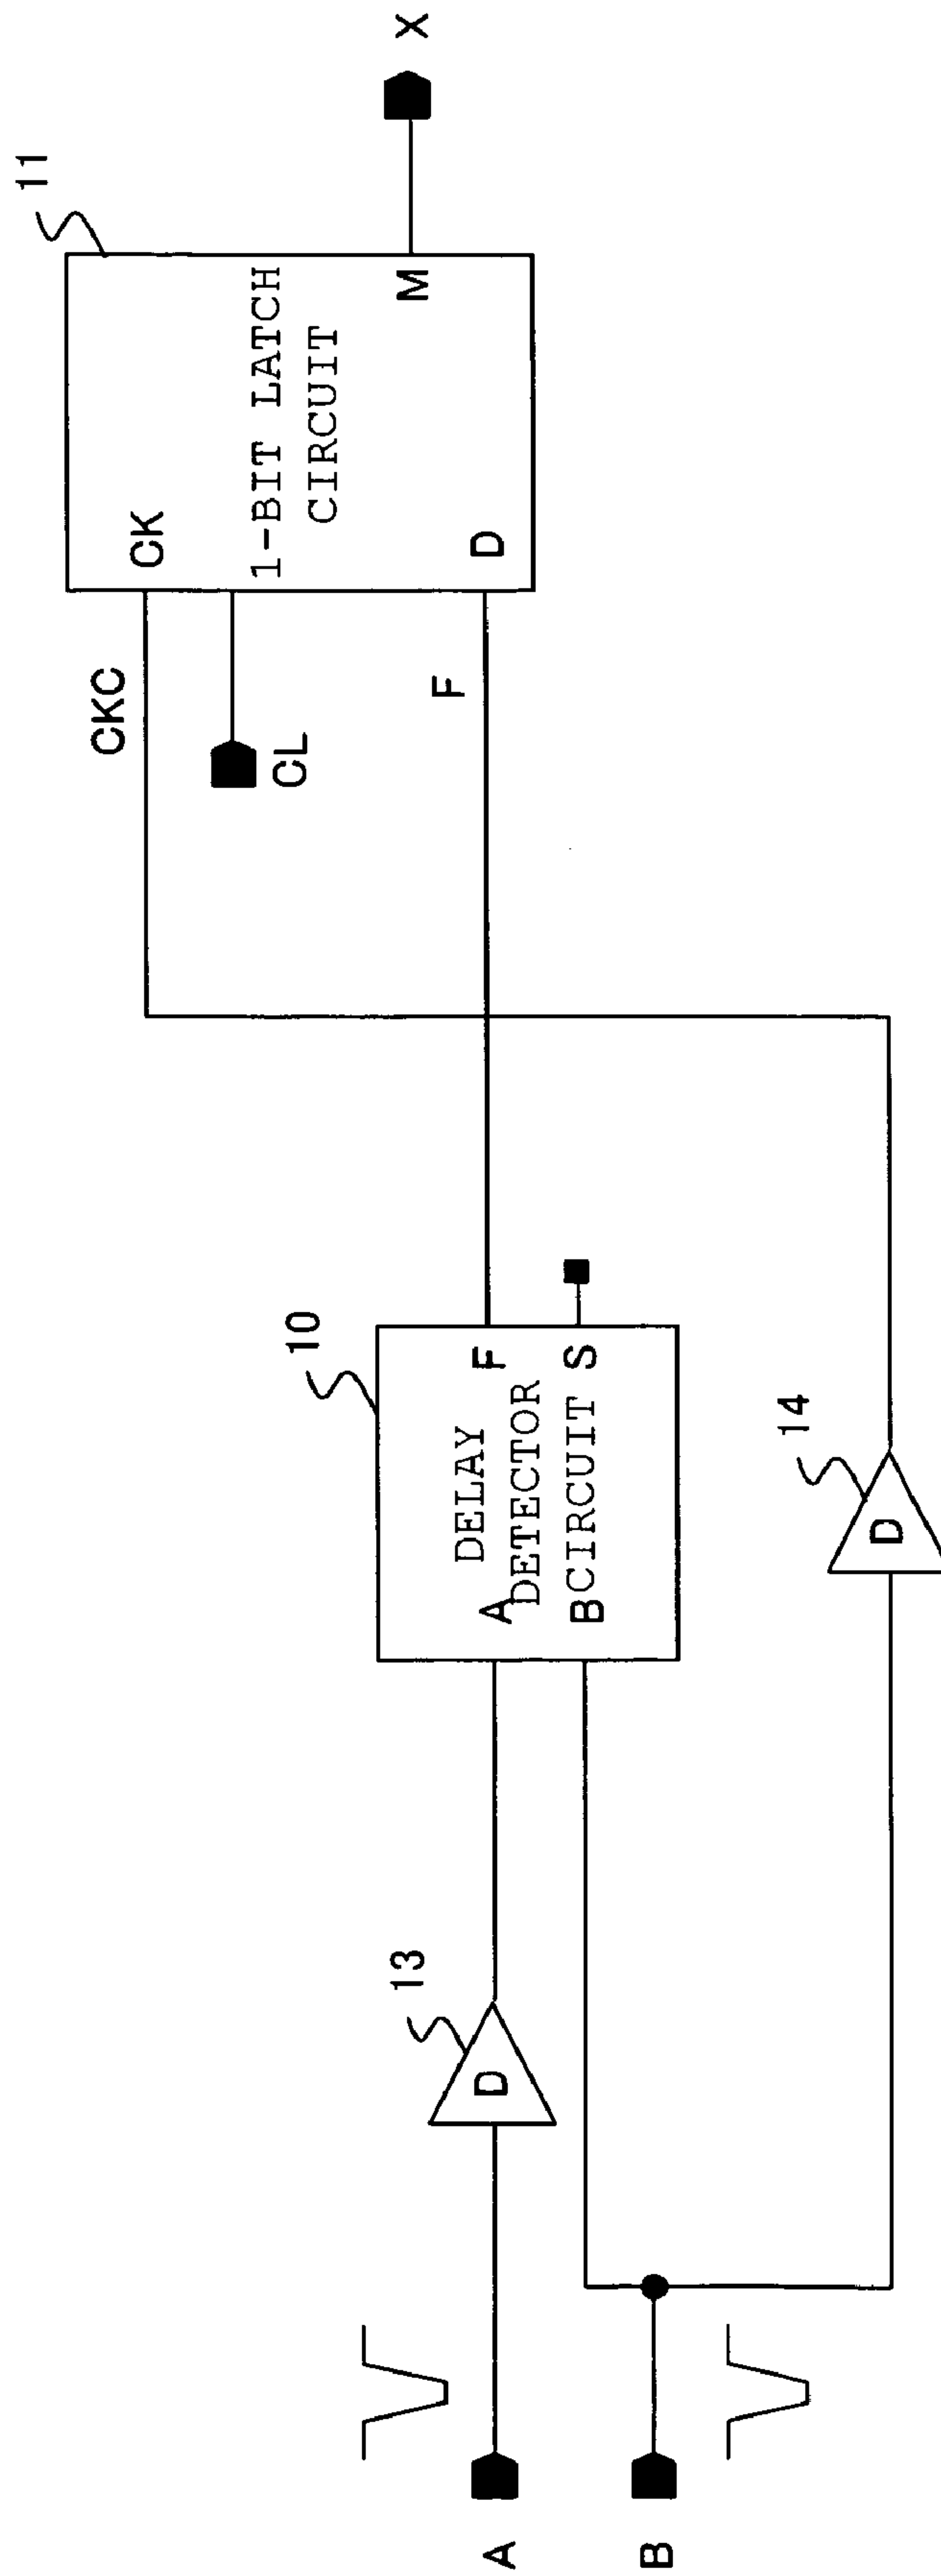 A
B
13
D
14
D
10
DELAY
DETECTOR
CIRCUIT
A
B
F
S
CKC
CL
F
11
CK
D
1-BIT LATCH
CIRCUIT
M
X